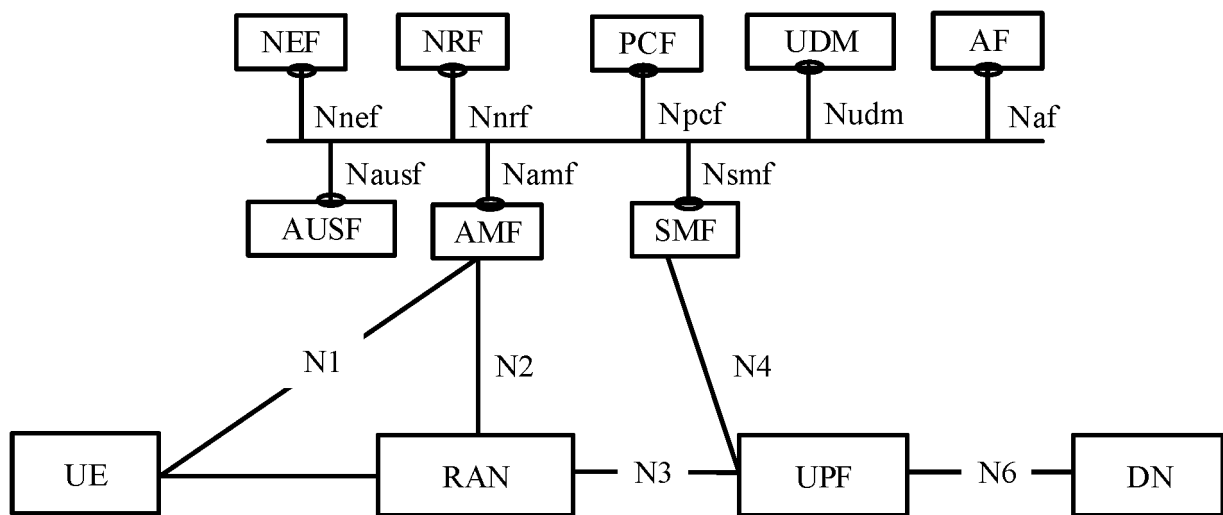 NEF NRF PCF UDM AF
Nnef Nnrf Npcf Nudm Naf
Nausf Namf Nsmf
AUSF AMF SMF
N1 N2 N4
UE RAN N3 UPF N6 DN